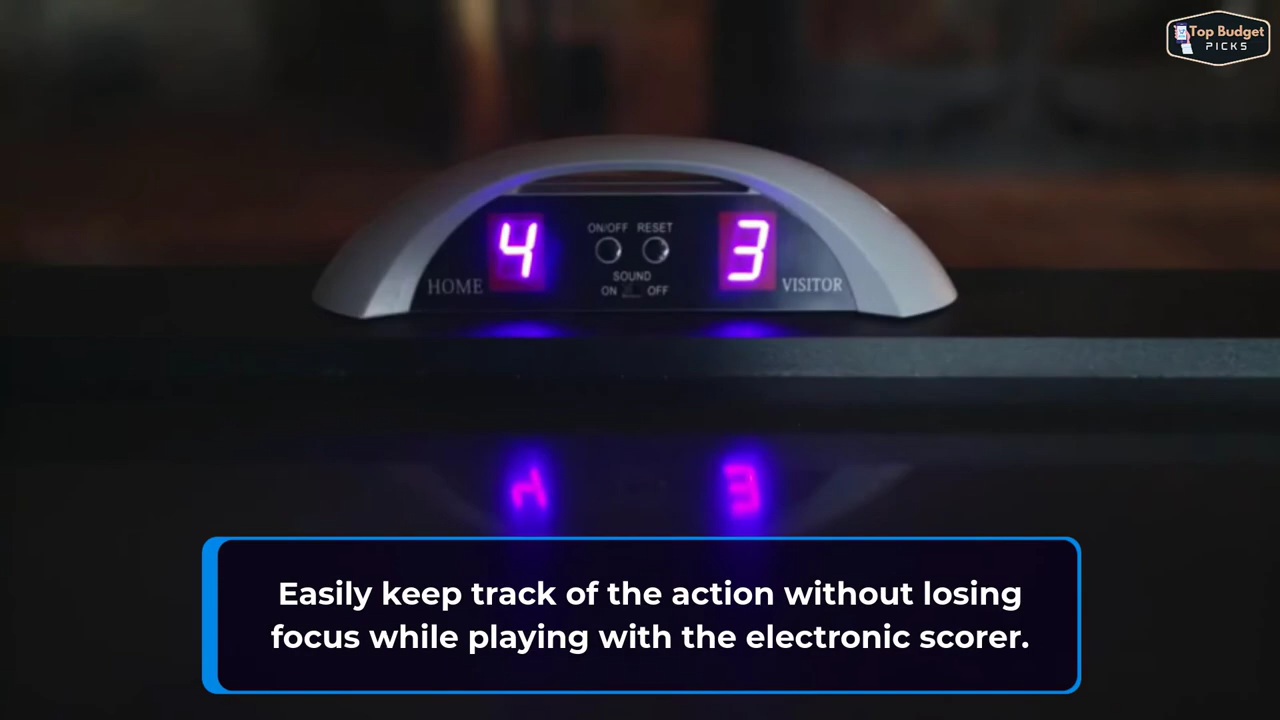 Top Budget
PICKS
4
3
ON/OFF RESET
SOUND
ON OFF
HOME
VISITOR
Easily keep track of the action without losing
focus while playing with the electronic scorer.